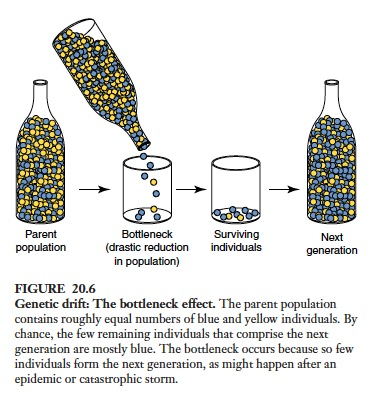 Parent
population
Bottleneck
(drastic reduction
in population)
Surviving
individuals
Next
generation
FIGURE 20.6
Genetic drift: The bottleneck effect. The parent population
contains roughly equal numbers of blue and yellow individuals. By
chance, the few remaining individuals that comprise the next
generation are mostly blue. The bottleneck occurs because so few
individuals form the next generation, as might happen after an
epidemic or catastrophic storm.